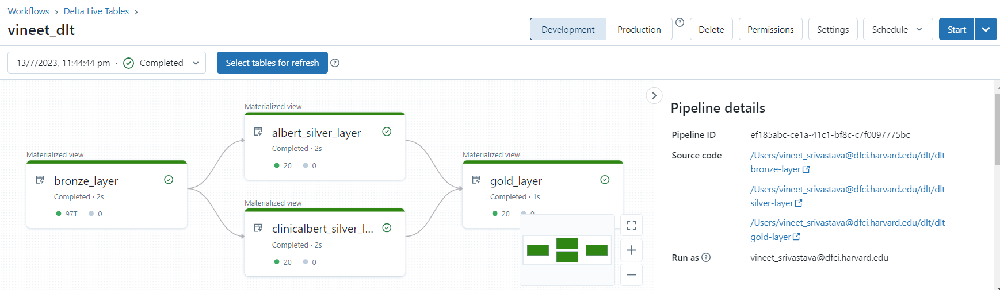 Workflows › Delta Live Tables ›
vineet_dlt
Development Production ? Delete Permissions Settings Schedule Start
13/7/2023, 11:44:44 pm · Completed
Select tables for refresh ?
Materialized view
bronze_layer
Completed · 2s
97T 0
Materialized view
albert_silver_layer
Completed · 2s
20 0
Materialized view
clinicalbert_silver_l...
Completed · 2s
20 0
Materialized view
gold_layer
Completed · 1s
20 0
Pipeline details
Pipeline ID ef185abc-ce1a-41c1-bf8c-c7f0097775bc
Source code /Users/vineet_srivastava@dfci.harvard.edu/dlt/dlt-
bronze-layer
/Users/vineet_srivastava@dfci.harvard.edu/dlt/dlt-
silver-layer
/Users/vineet_srivastava@dfci.harvard.edu/dlt/dlt-
gold-layer
Run as ? vineet_srivastava@dfci.harvard.edu